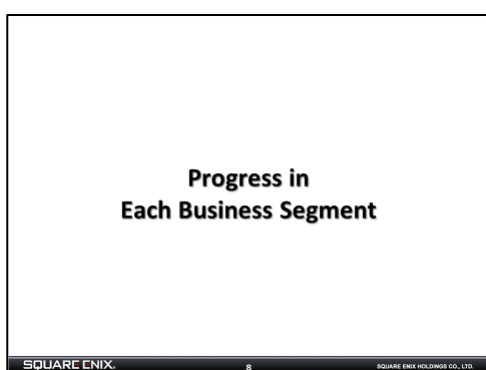 Progress in
Each Business Segment
SQUARE ENIX.
8
SQUARE ENIX HOLDINGS CO., LTD.